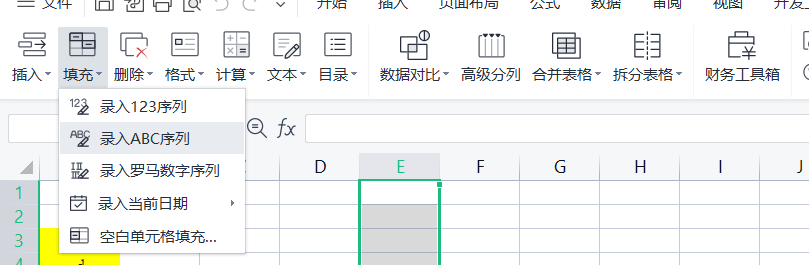 文件 开始 插入 页面布局 公式 数据 审阅 视图
插入 填充 删除 格式 计算 文本 目录 数据对比 高级分列 合并表格 拆分表格 财务工具箱
123 录入123序列
fx
ABC 录入ABC序列
录入罗马数字序列
D E F G H I J
录入当前日期
1
2
空白单元格填充...
3
4